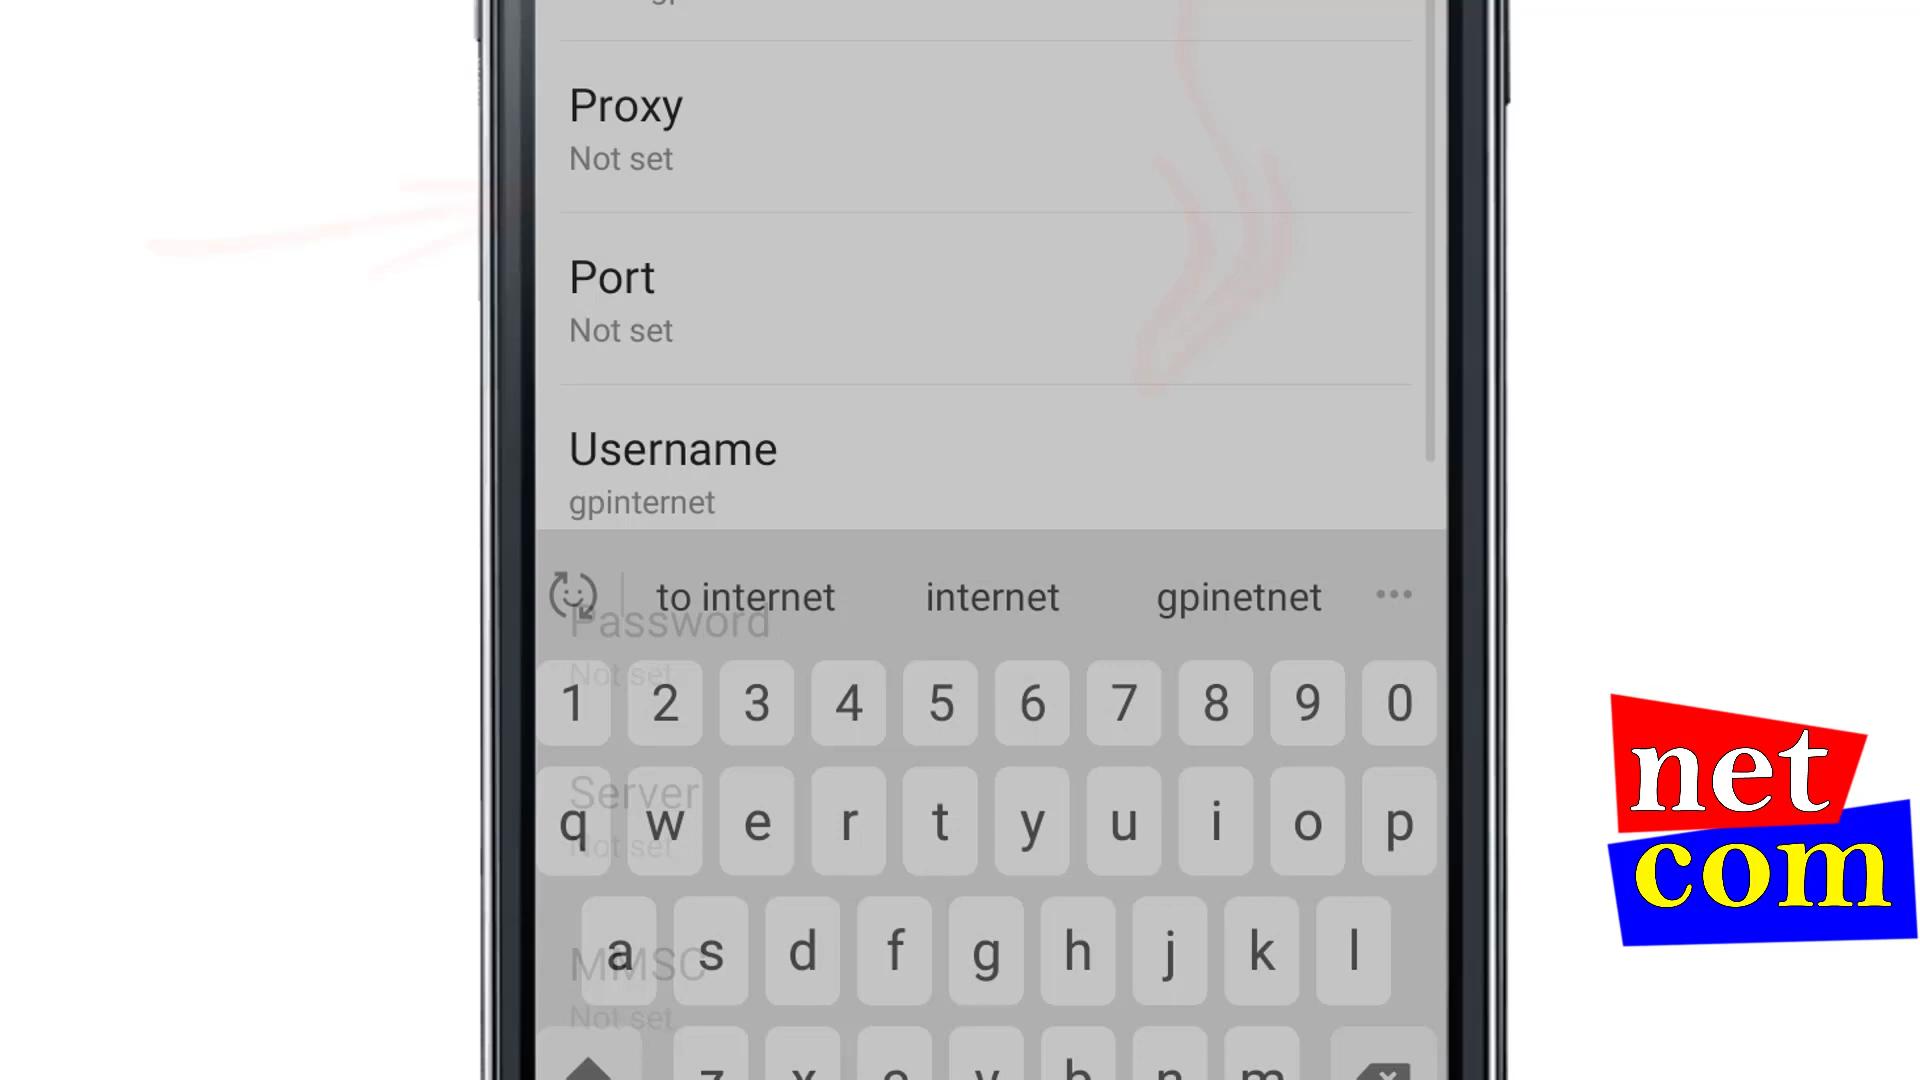 Proxy
Not set
Port
Not set
Username
gpinternet
to internet internet gpinetnet
Password
Not set
1 2 3 4 5 6 7 8 9 0
Server
q w e r t y u i o p
Not set
a s d f g h j k l
MMSC
Not set
net
com